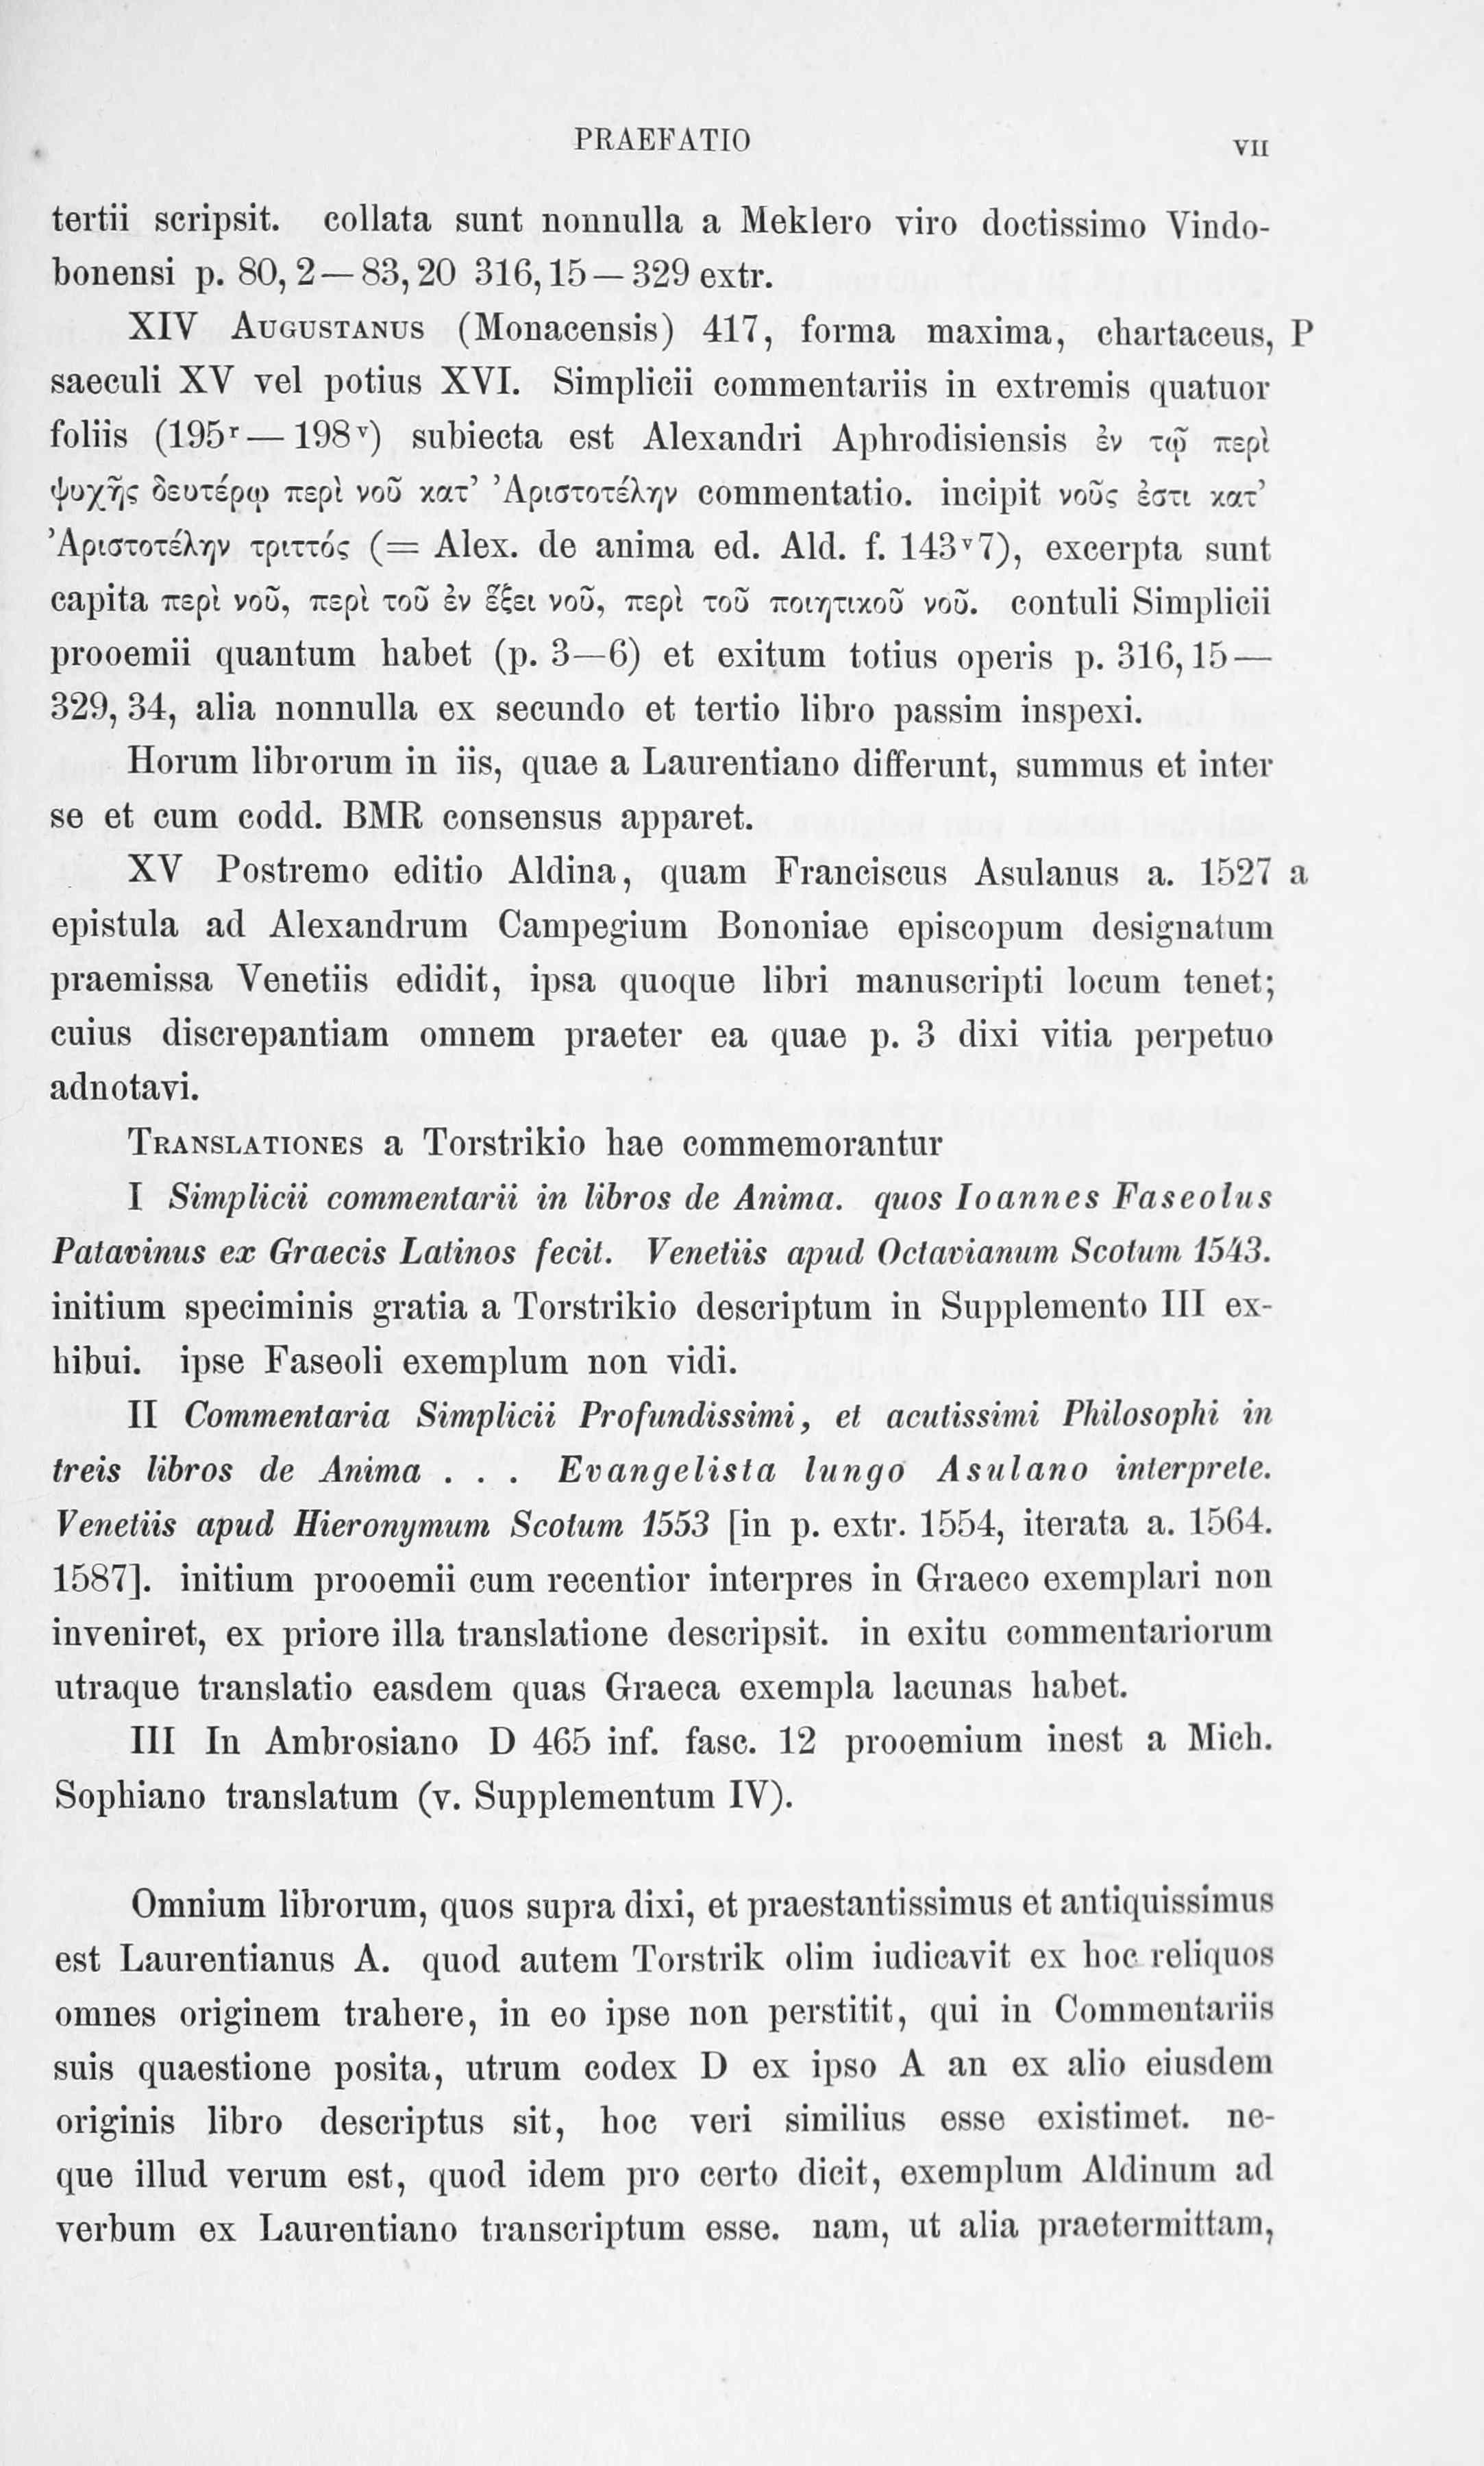 PRAEFATIO VII
tertii scripsit. collata sunt nonnulla a Meklero viro doctissimo Vindo-
bonensi p. 80, 2 — 83, 20 316, 15 — 329 extr.
XIV AUGUSTANUS (Monacensis) 417, forma maxima, chartaceus, P
saeculi XV vel potius XVI. Simplicii commentariis in extremis quatuor
foliis (195r — 198v) subiecta est Alexandri Aphrodisiensis ἐν τῷ περὶ
ψυχῆς δευτέρῳ περὶ νοῦ κατ’ Ἀριστοτέλην commentatio. incipit νοῦς ἐστι κατ’
Ἀριστοτέλην τριττός (= Alex. de anima ed. Ald. f. 143v7), excerpta sunt
capita περὶ νοῦ, περὶ τοῦ ἐν ἕξει νοῦ, περὶ τοῦ ποιητικοῦ νοῦ. contuli Simplicii
prooemii quantum habet (p. 3—6) et exitum totius operis p. 316, 15—
329, 34, alia nonnulla ex secundo et tertio libro passim inspexi.
Horum librorum in iis, quae a Laurentiano differunt, summus et inter
se et cum codd. BMR consensus apparet.
XV Postremo editio Aldina, quam Franciscus Asulanus a. 1527 a
epistula ad Alexandrum Campegium Bononiae episcopum designatum
praemissa Venetiis edidit, ipsa quoque libri manuscripti locum tenet;
cuius discrepantiam omnem praeter ea quae p. 3 dixi vitia perpetuo
adnotavi.
TRANSLATIONES a Torstrikio hae commemorantur
I Simplicii commentarii in libros de Anima. quos Ioannes Faseolus
Patavinus ex Graecis Latinos fecit. Venetiis apud Octavianum Scotum 1543.
initium speciminis gratia a Torstrikio descriptum in Supplemento III ex-
hibui. ipse Faseoli exemplum non vidi.
II Commentaria Simplicii Profundissimi, et acutissimi Philosophi in
treis libros de Anima . . . Evangelista lungo Asulano interprete.
Venetiis apud Hieronymum Scotum 1553 [in p. extr. 1554, iterata a. 1564.
1587]. initium prooemii cum recentior interpres in Graeco exemplari non
inveniret, ex priore illa translatione descripsit. in exitu commentariorum
utraque translatio easdem quas Graeca exempla lacunas habet.
III In Ambrosiano D 465 inf. fasc. 12 prooemium inest a Mich.
Sophiano translatum (v. Supplementum IV).
Omnium librorum, quos supra dixi, et praestantissimus et antiquissimus
est Laurentianus A. quod autem Torstrik olim iudicavit ex hoc reliquos
omnes originem trahere, in eo ipse non perstitit, qui in Commentariis
suis quaestione posita, utrum codex D ex ipso A an ex alio eiusdem
originis libro descriptus sit, hoc veri similius esse existimet. ne-
que illud verum est, quod idem pro certo dicit, exemplum Aldinum ad
verbum ex Laurentiano transcriptum esse. nam, ut alia praetermittam,